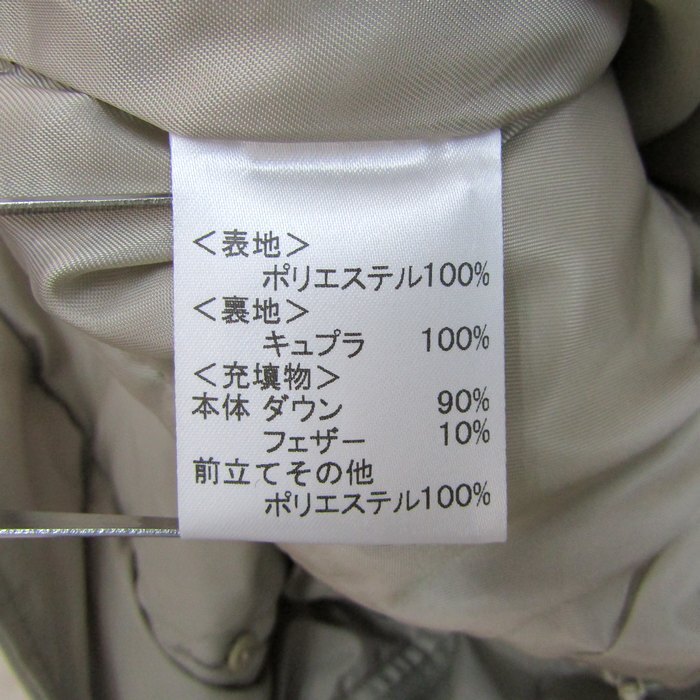 ＜表地＞
ポリエステル100%
＜裏地＞
キュプラ 100%
＜充填物＞
本体 ダウン 90%
フェザー 10%
前立てその他
ポリエステル100%